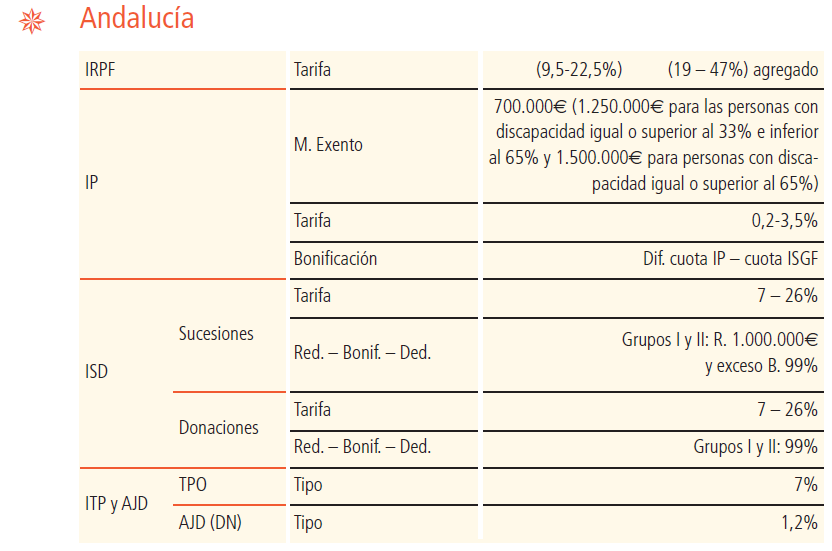 Andalucía
IRPF Tarifa (9,5-22,5%) (19 – 47%) agregado
IP M. Exento 700.000€ (1.250.000€ para las personas con
discapacidad igual o superior al 33% e inferior
al 65% y 1.500.000€ para personas con disca-
pacidad igual o superior al 65%)
Tarifa 0,2-3,5%
Bonificación Dif. cuota IP – cuota ISGF
ISD Sucesiones Tarifa 7 – 26%
Red. – Bonif. – Ded. Grupos I y II: R. 1.000.000€
y exceso B. 99%
Donaciones Tarifa 7 – 26%
Red. – Bonif. – Ded. Grupos I y II: 99%
ITP y AJD TPO Tipo 7%
AJD (DN) Tipo 1,2%